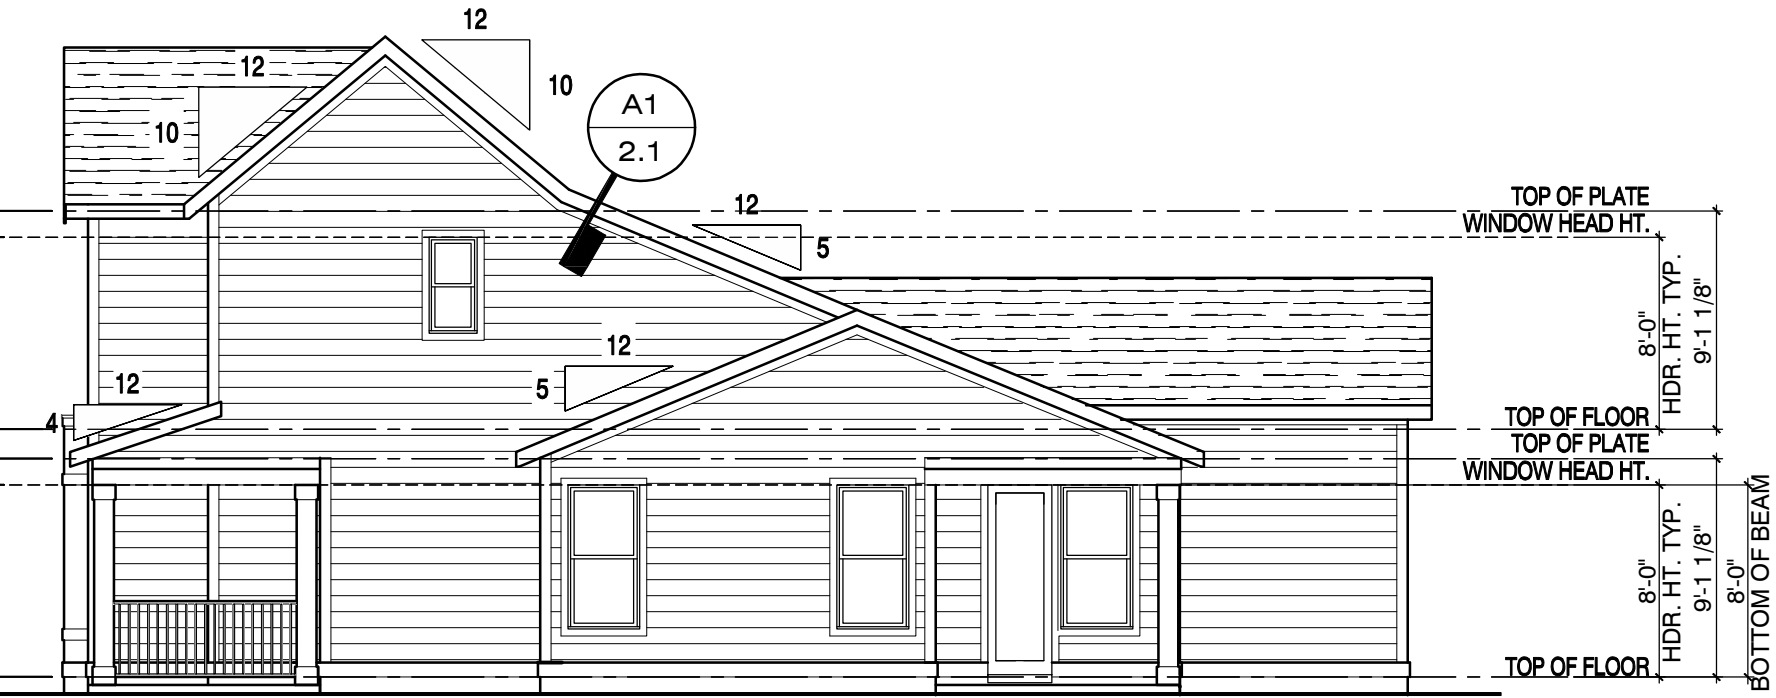 12
12
10
10
A1
2.1
12
5
TOP OF PLATE
WINDOW HEAD HT.
8'-0"
HDR. HT. TYP.
9'-1 1/8"
12
5
12
4
TOP OF FLOOR
TOP OF PLATE
WINDOW HEAD HT.
8'-0"
HDR. HT. TYP.
9'-1 1/8"
8'-0"
BOTTOM OF BEAM
TOP OF FLOOR